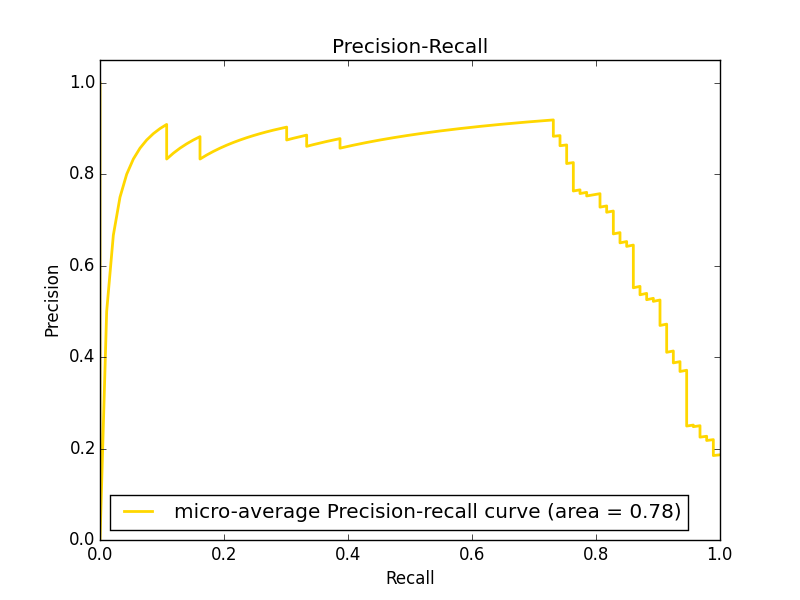 Precision-Recall
1.0
0.8
0.6
0.4
0.2
0.0
Precision
micro-average Precision-recall curve (area = 0.78)
0.0 0.2 0.4 0.6 0.8 1.0
Recall